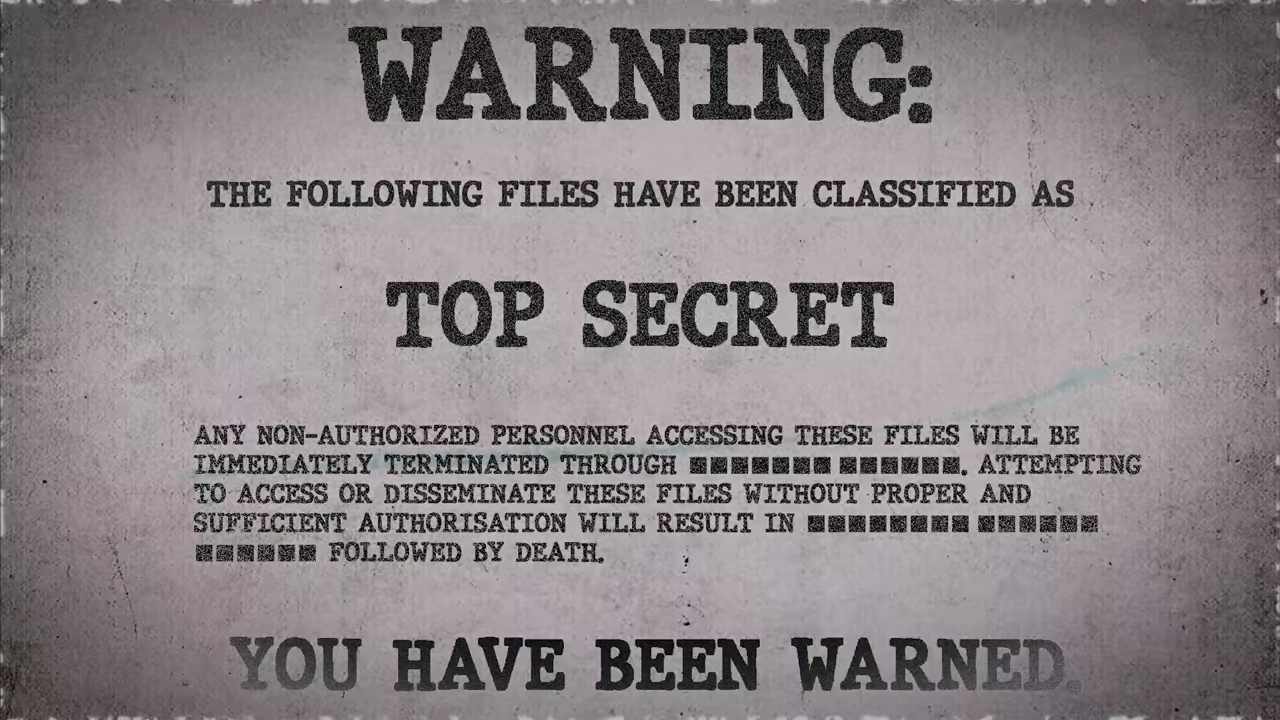 WARNING:
THE FOLLOWING FILES HAVE BEEN CLASSIFIED AS
TOP SECRET
ANY NON-AUTHORIZED PERSONNEL ACCESSING THESE FILES WILL BE
IMMEDIATELY TERMINATED THROUGH ■■■■■■■ ■■■■■■. ATTEMPTING
TO ACCESS OR DISSEMINATE THESE FILES WITHOUT PROPER AND
SUFFICIENT AUTHORISATION WILL RESULT IN ■■■■■■■■ ■■■■■■
■■■■■■ FOLLOWED BY DEATH.
YOU HAVE BEEN WARNED.